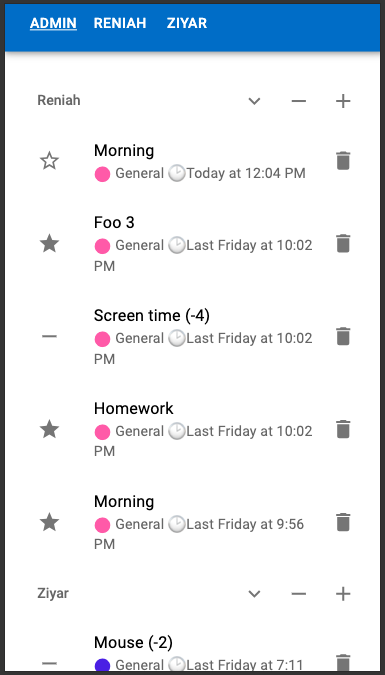 ADMIN RENIAH ZIYAR
Reniah
Morning
General Today at 12:04 PM
Foo 3
General Last Friday at 10:02
PM
Screen time (-4)
General Last Friday at 10:02
PM
Homework
General Last Friday at 10:02
PM
Morning
General Last Friday at 9:56
PM
Ziyar
Mouse (-2)
General Last Friday at 7:11